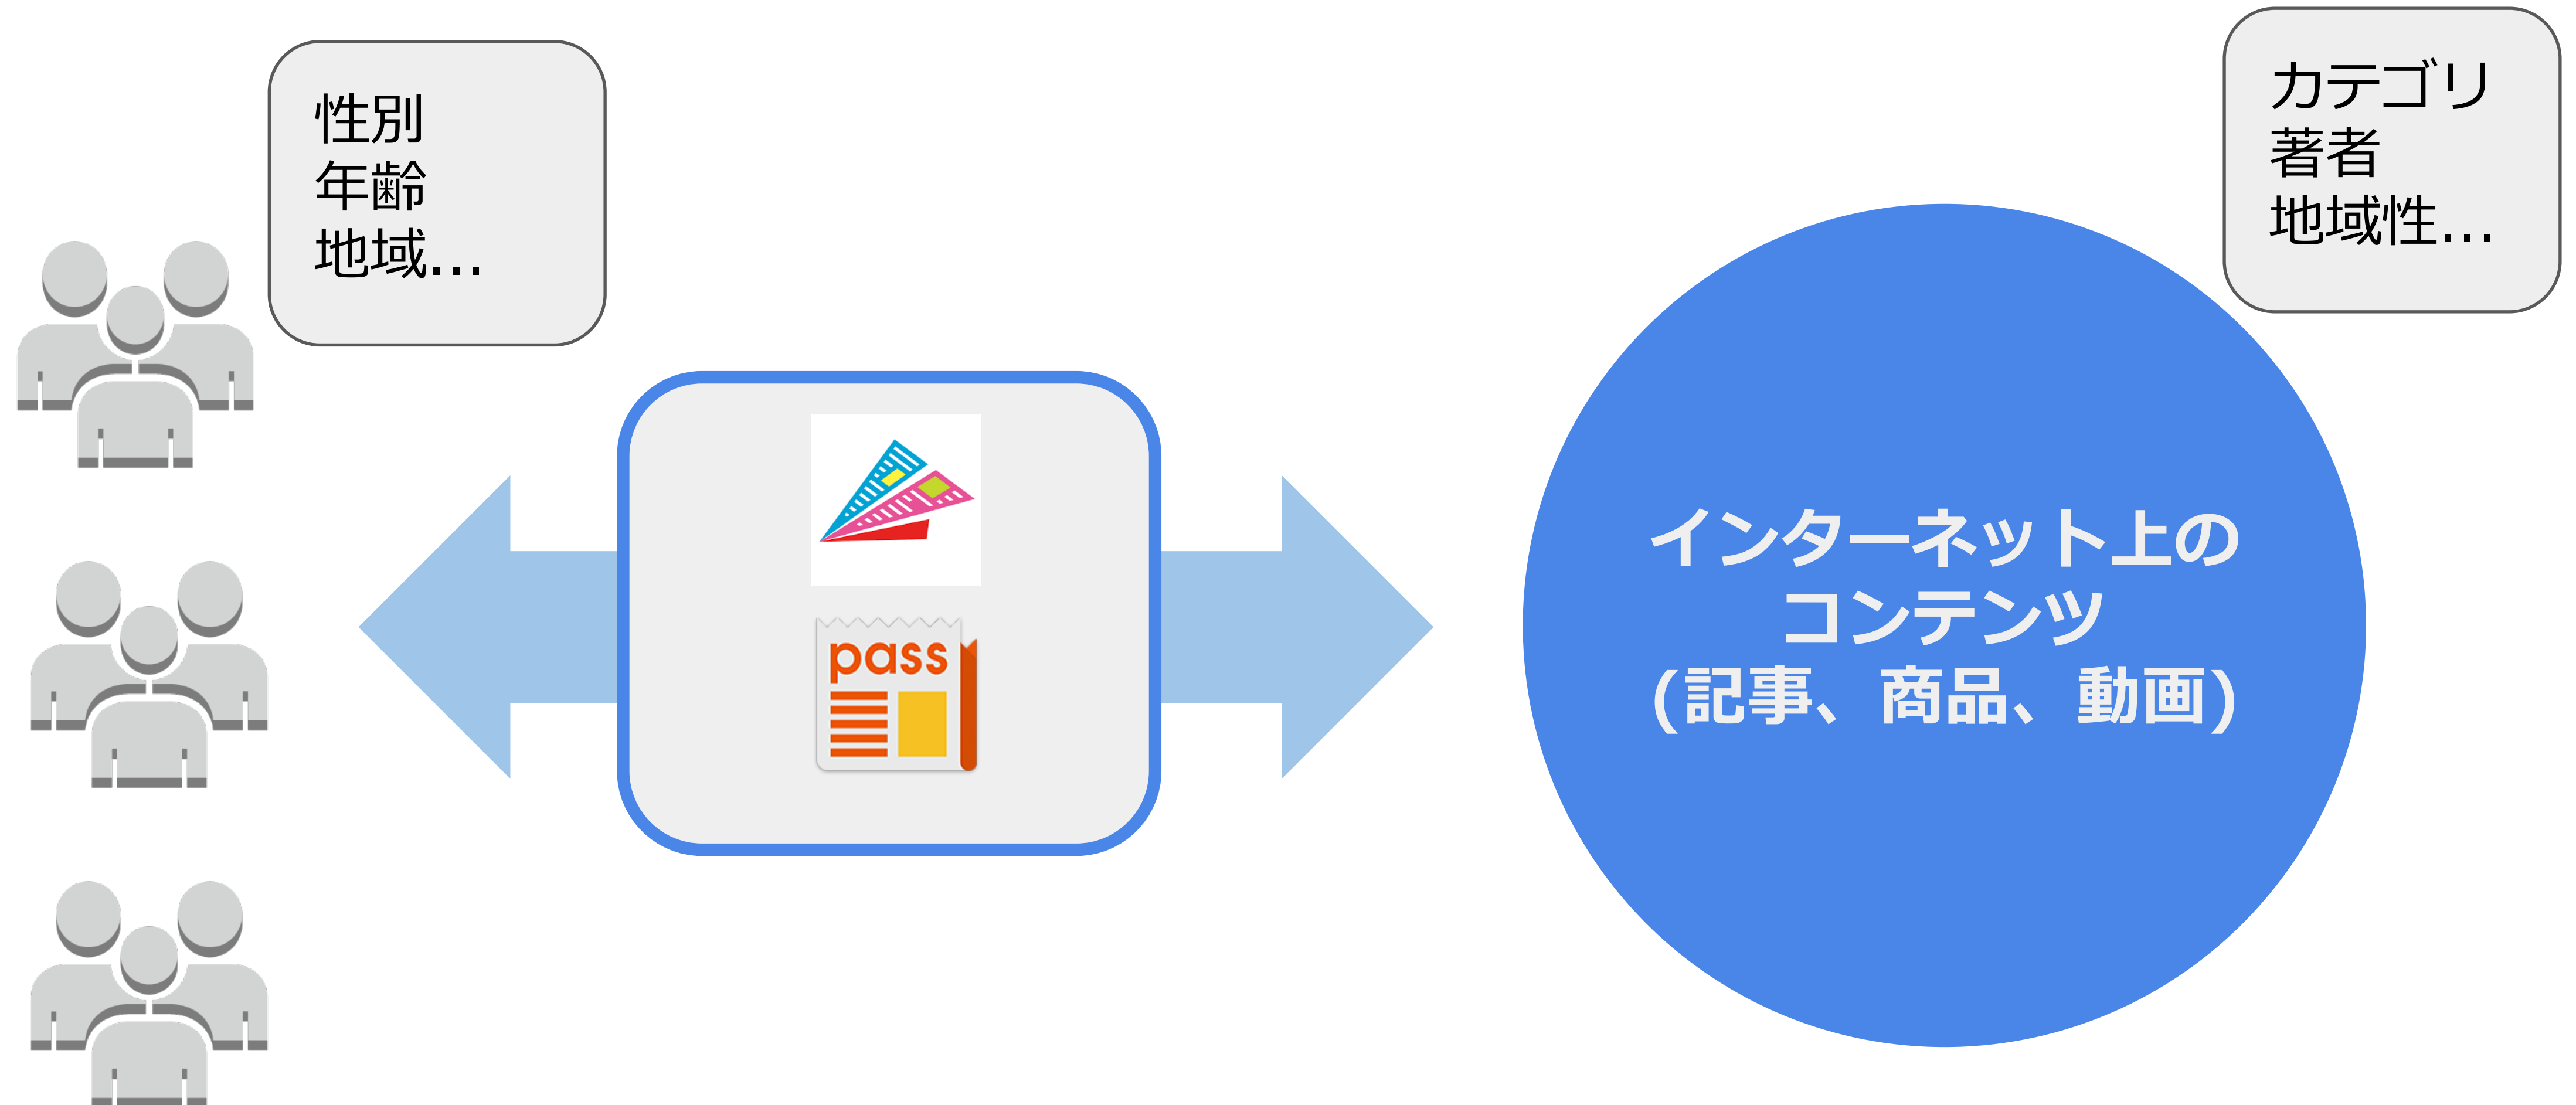 性別
年齢
地域...
カテゴリ
著者
地域性...
pass
インターネット上の
コンテンツ
(記事、商品、動画)